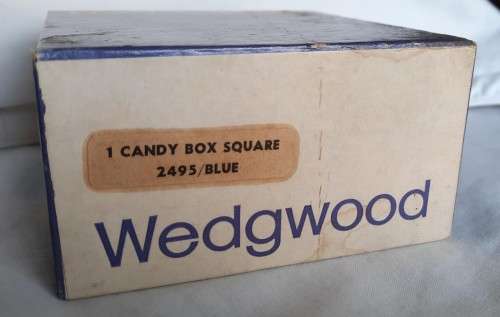 1 CANDY BOX SQUARE
2495/BLUE
Wedgwood